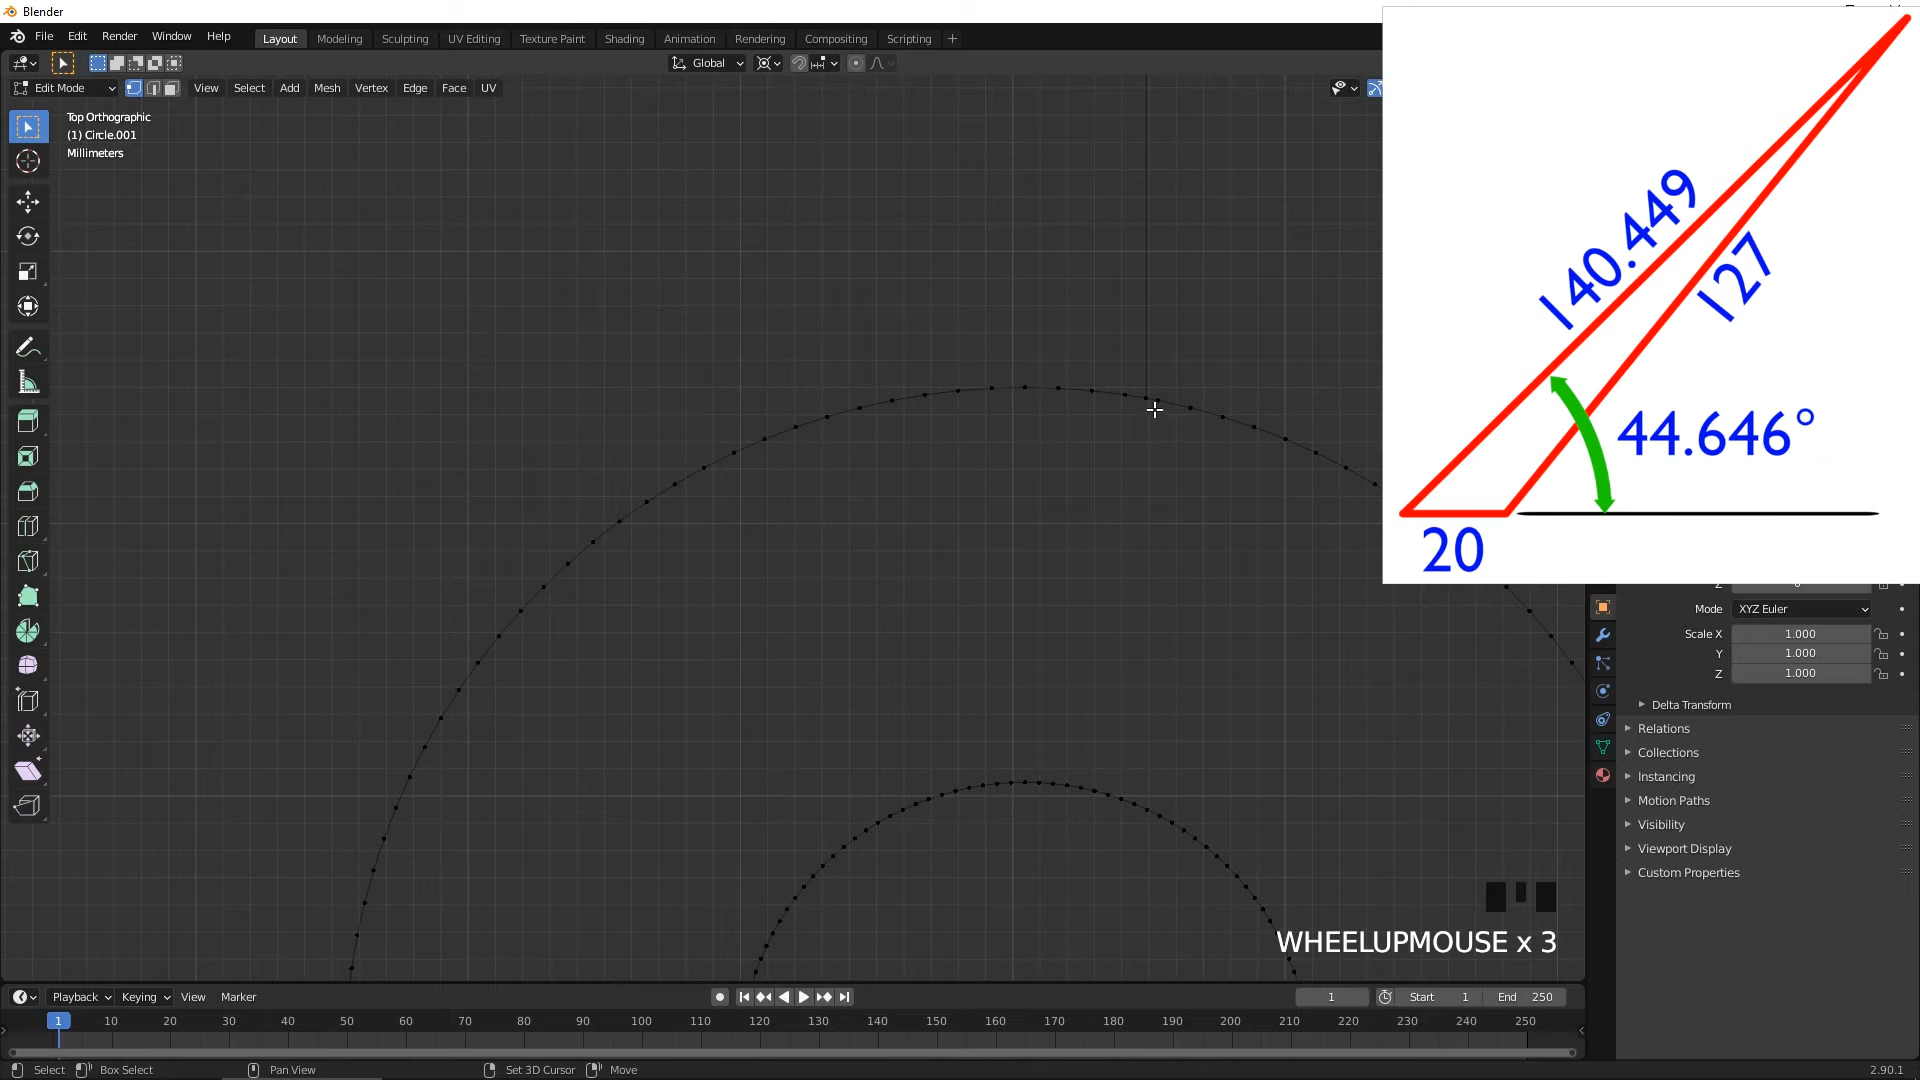 Blender
File Edit Render Window Help
Layout Modeling Sculpting UV Editing Texture Paint Shading Animation Rendering Compositing Scripting +
Global
Edit Mode View Select Add Mesh Vertex Edge Face UV
Top Orthographic
(1) Circle.001
Millimeters
140.449
127
44.646°
20
Mode XYZ Euler
Scale X 1.000
Y 1.000
Z 1.000
Delta Transform
Relations
Collections
Instancing
Motion Paths
Visibility
Viewport Display
Custom Properties
WHEELUPMOUSE x 3
Playback Keying View Marker 1 Start 1 End 250
1 10 20 30 40 50 60 70 80 90 100 110 120 130 140 150 160 170 180 190 200 210 220 230 240 250
Select Box Select Pan View Set 3D Cursor Move 2.90.1